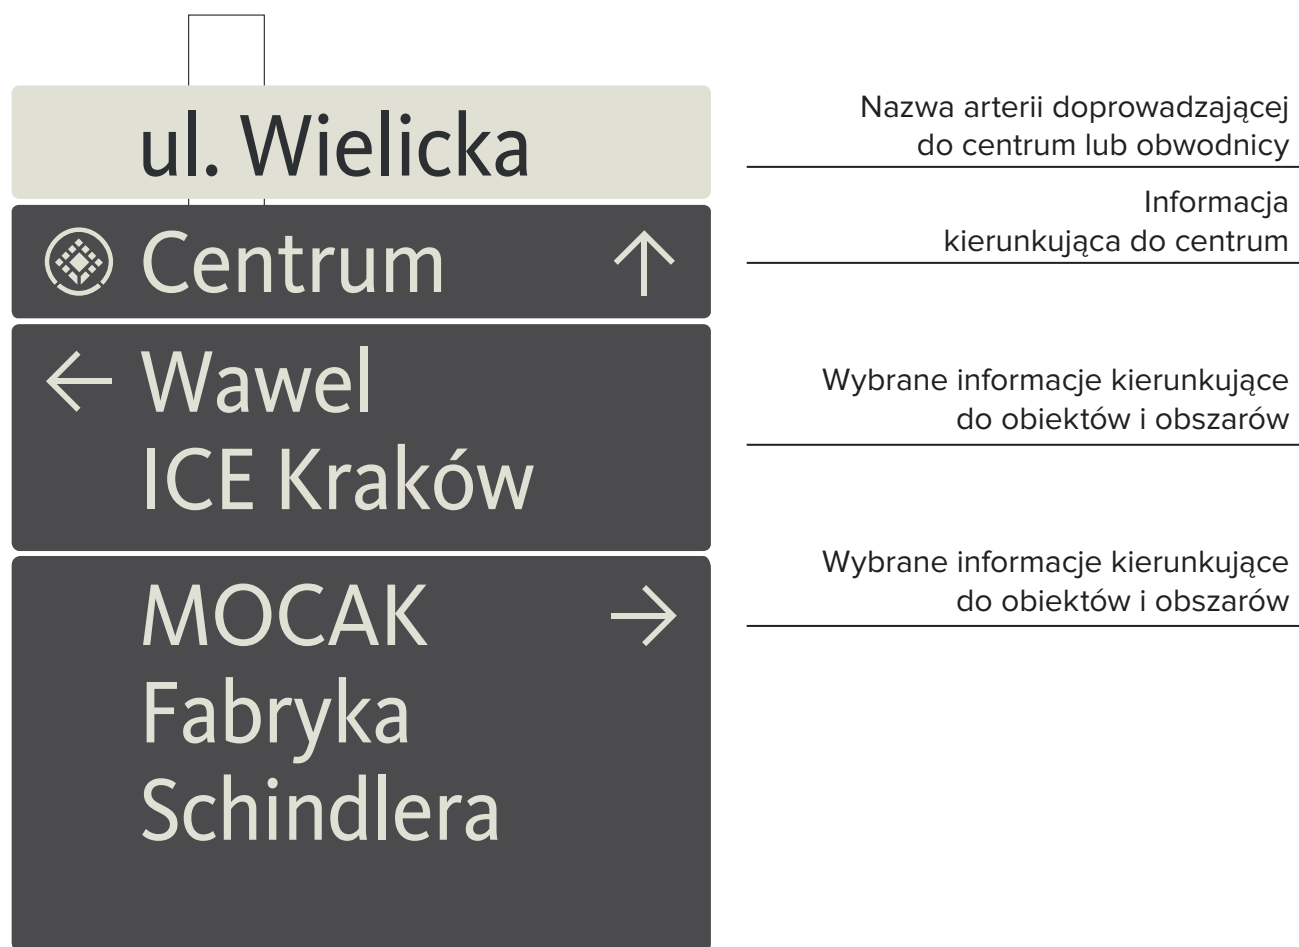 ul. Wielicka
Nazwa arterii doprowadzającej
do centrum lub obwodnicy
Centrum
Informacja
kierunkująca do centrum
Wawel
ICE Kraków
Wybrane informacje kierunkujące
do obiektów i obszarów
MOCAK
Fabryka
Schindlera
Wybrane informacje kierunkujące
do obiektów i obszarów